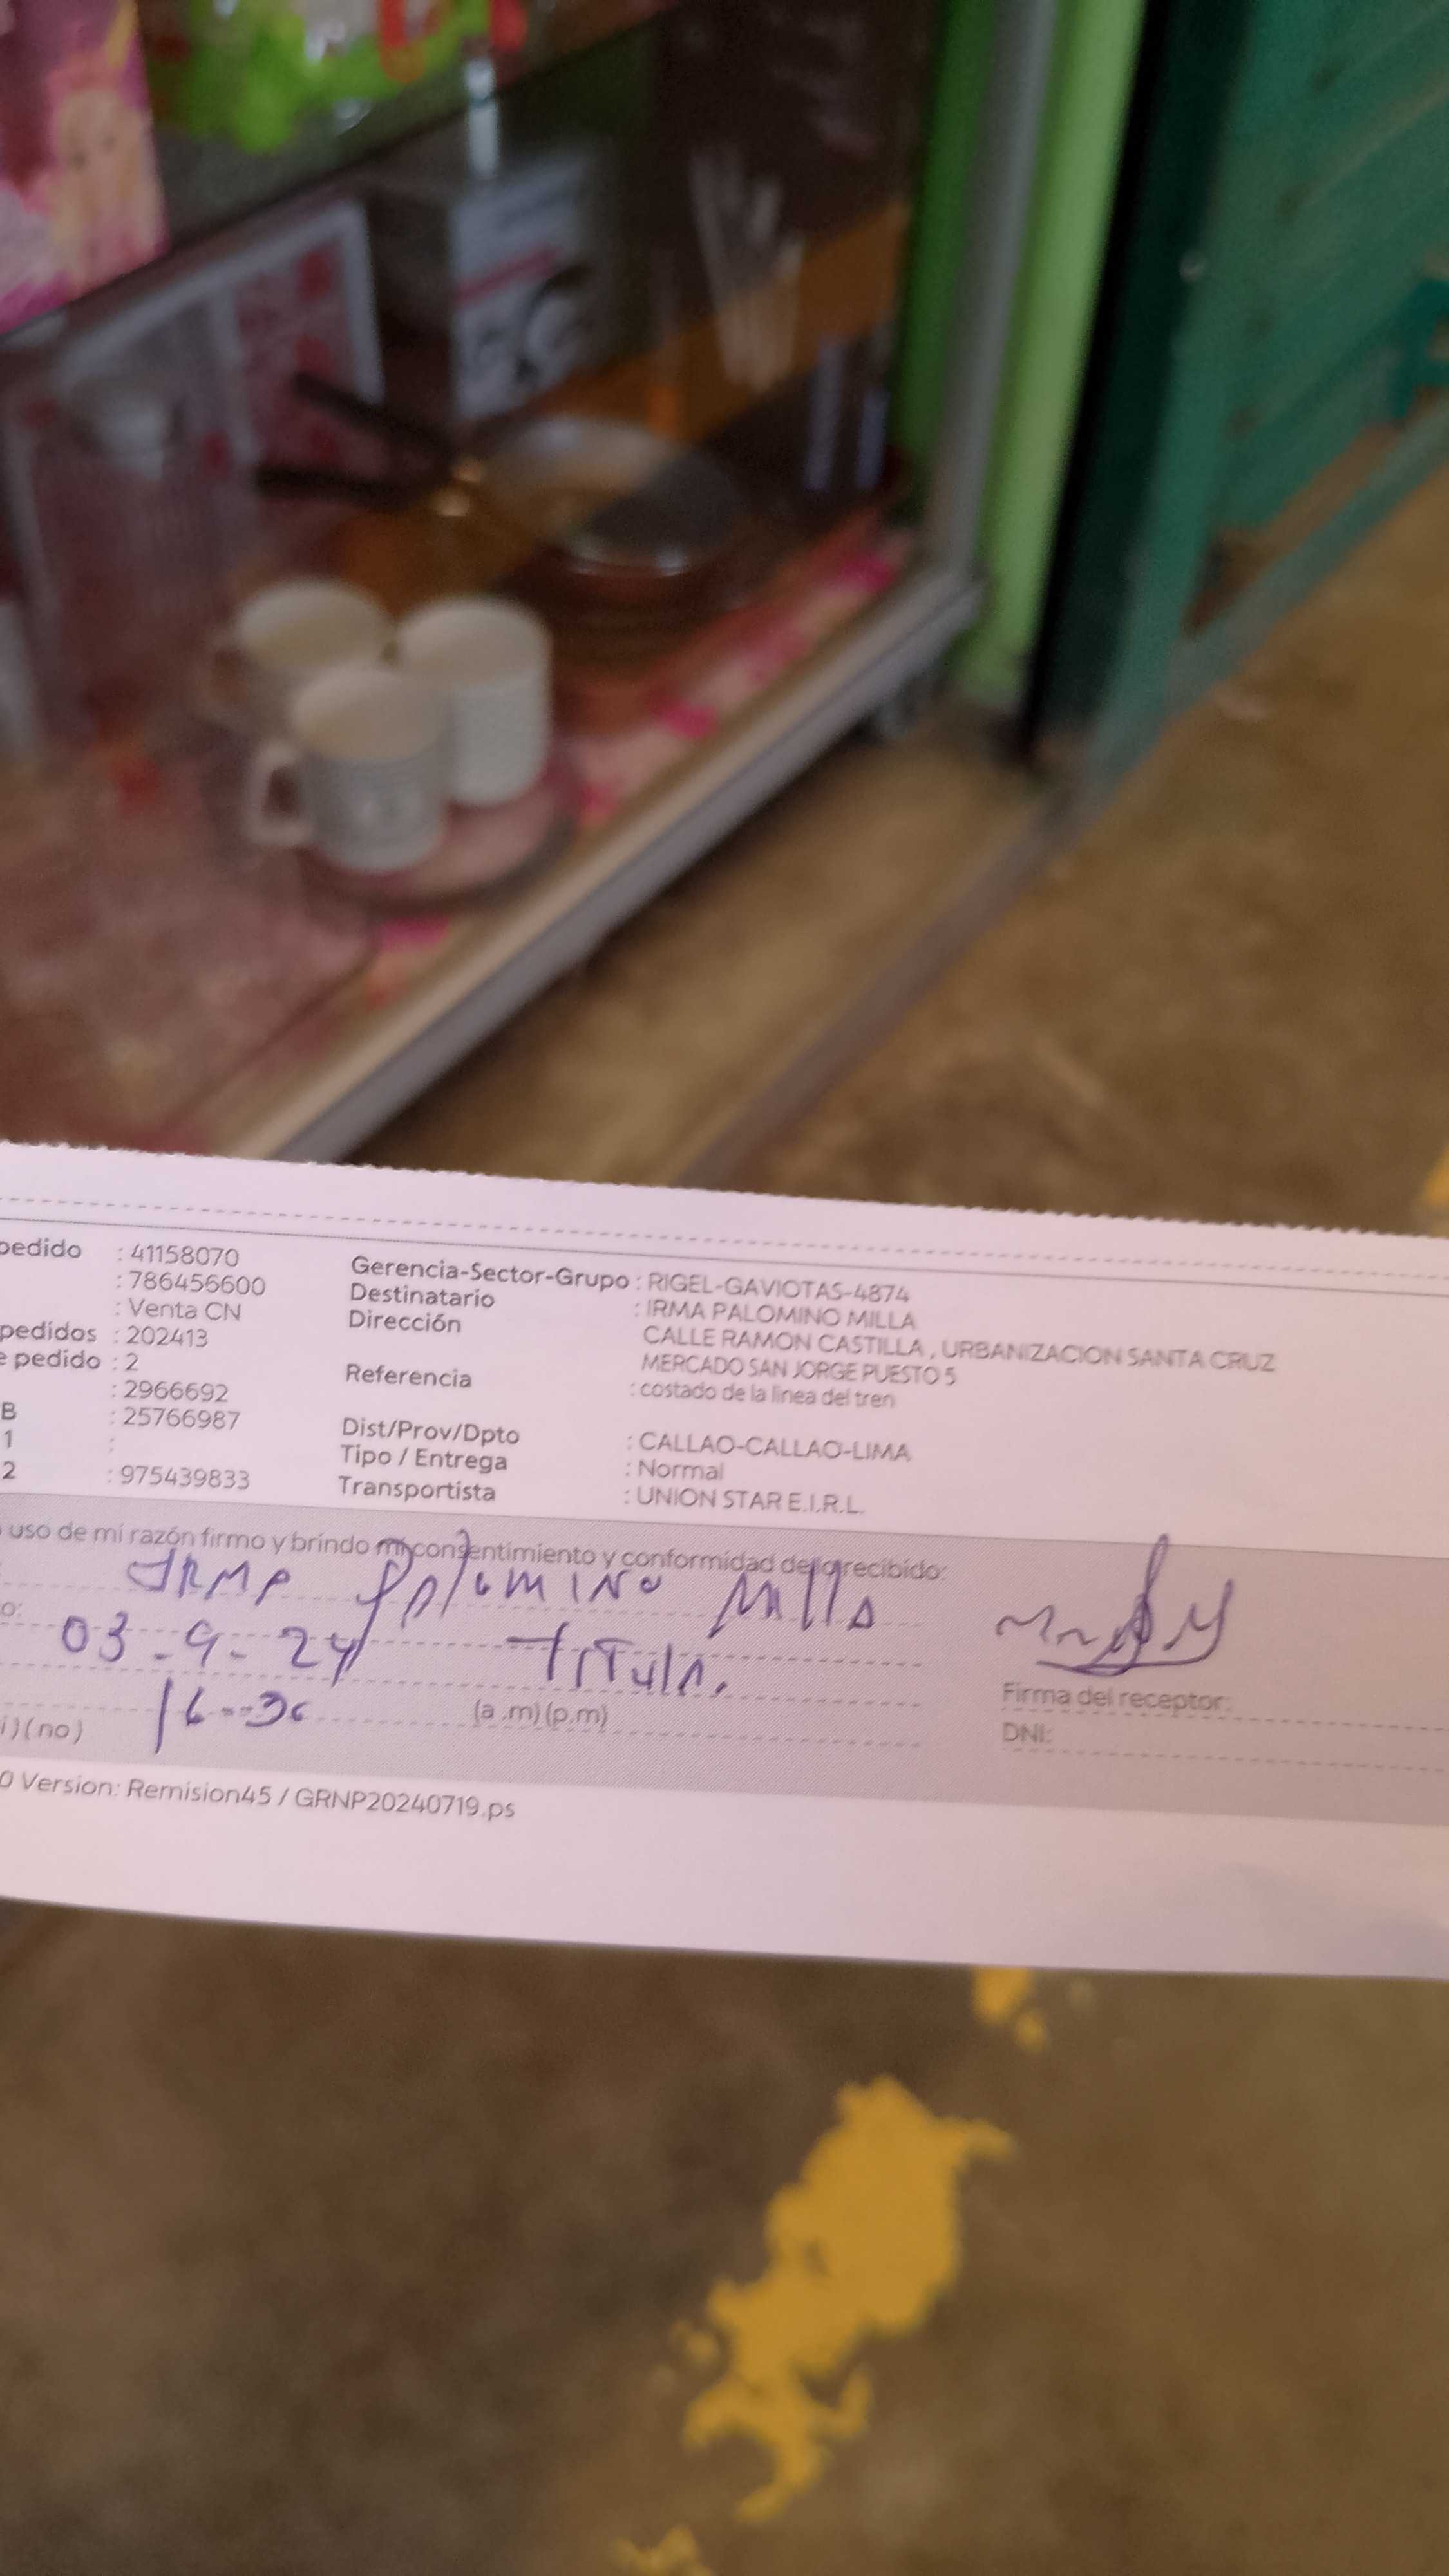 pedido : 41158070
: 786456600
: Venta CN
pedidos : 202413
e pedido : 2
: 2966692
B : 25766987
1 :
2 : 975439833
Gerencia-Sector-Grupo : RIGEL-GAVIOTAS-4874
Destinatario : IRMA PALOMINO MILLA
Dirección CALLE RAMON CASTILLA , URBANIZACION SANTA CRUZ
MERCADO SAN JORGE PUESTO 5
Referencia : costado de la linea del tren
Dist/Prov/Dpto : CALLAO-CALLAO-LIMA
Tipo / Entrega : Normal
Transportista : UNION STAR E.I.R.L.
uso de mi razón firmo y brindo mi consentimiento y conformidad de lo recibido:
IRMA Palomino Milla
o:
03-9-24 Titula.
16--30 (a.m)(p.m)
i)(no)
Firma del receptor:
DNI:
0 Version: Remision45 / GRNP20240719.ps